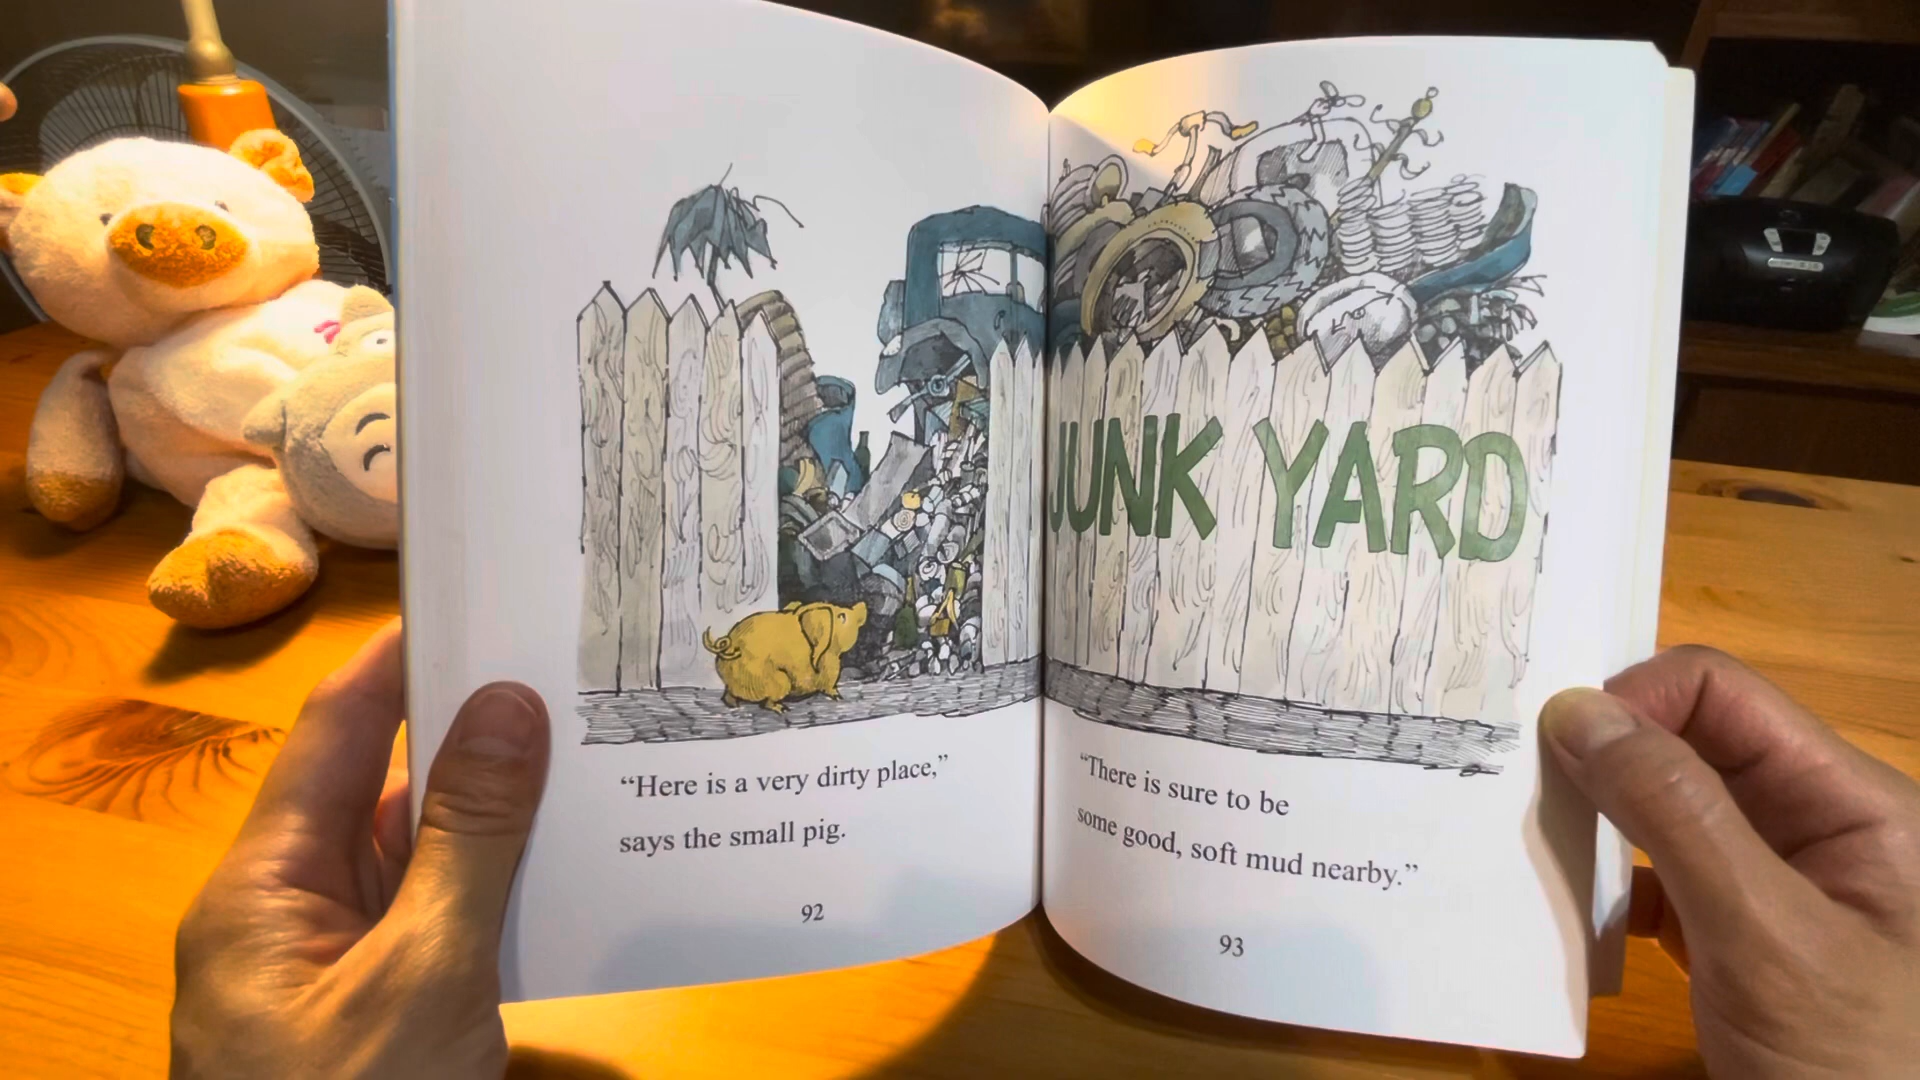 “Here is a very dirty place,”
says the small pig.
92
JUNK YARD
“There is sure to be
some good, soft mud nearby.”
93